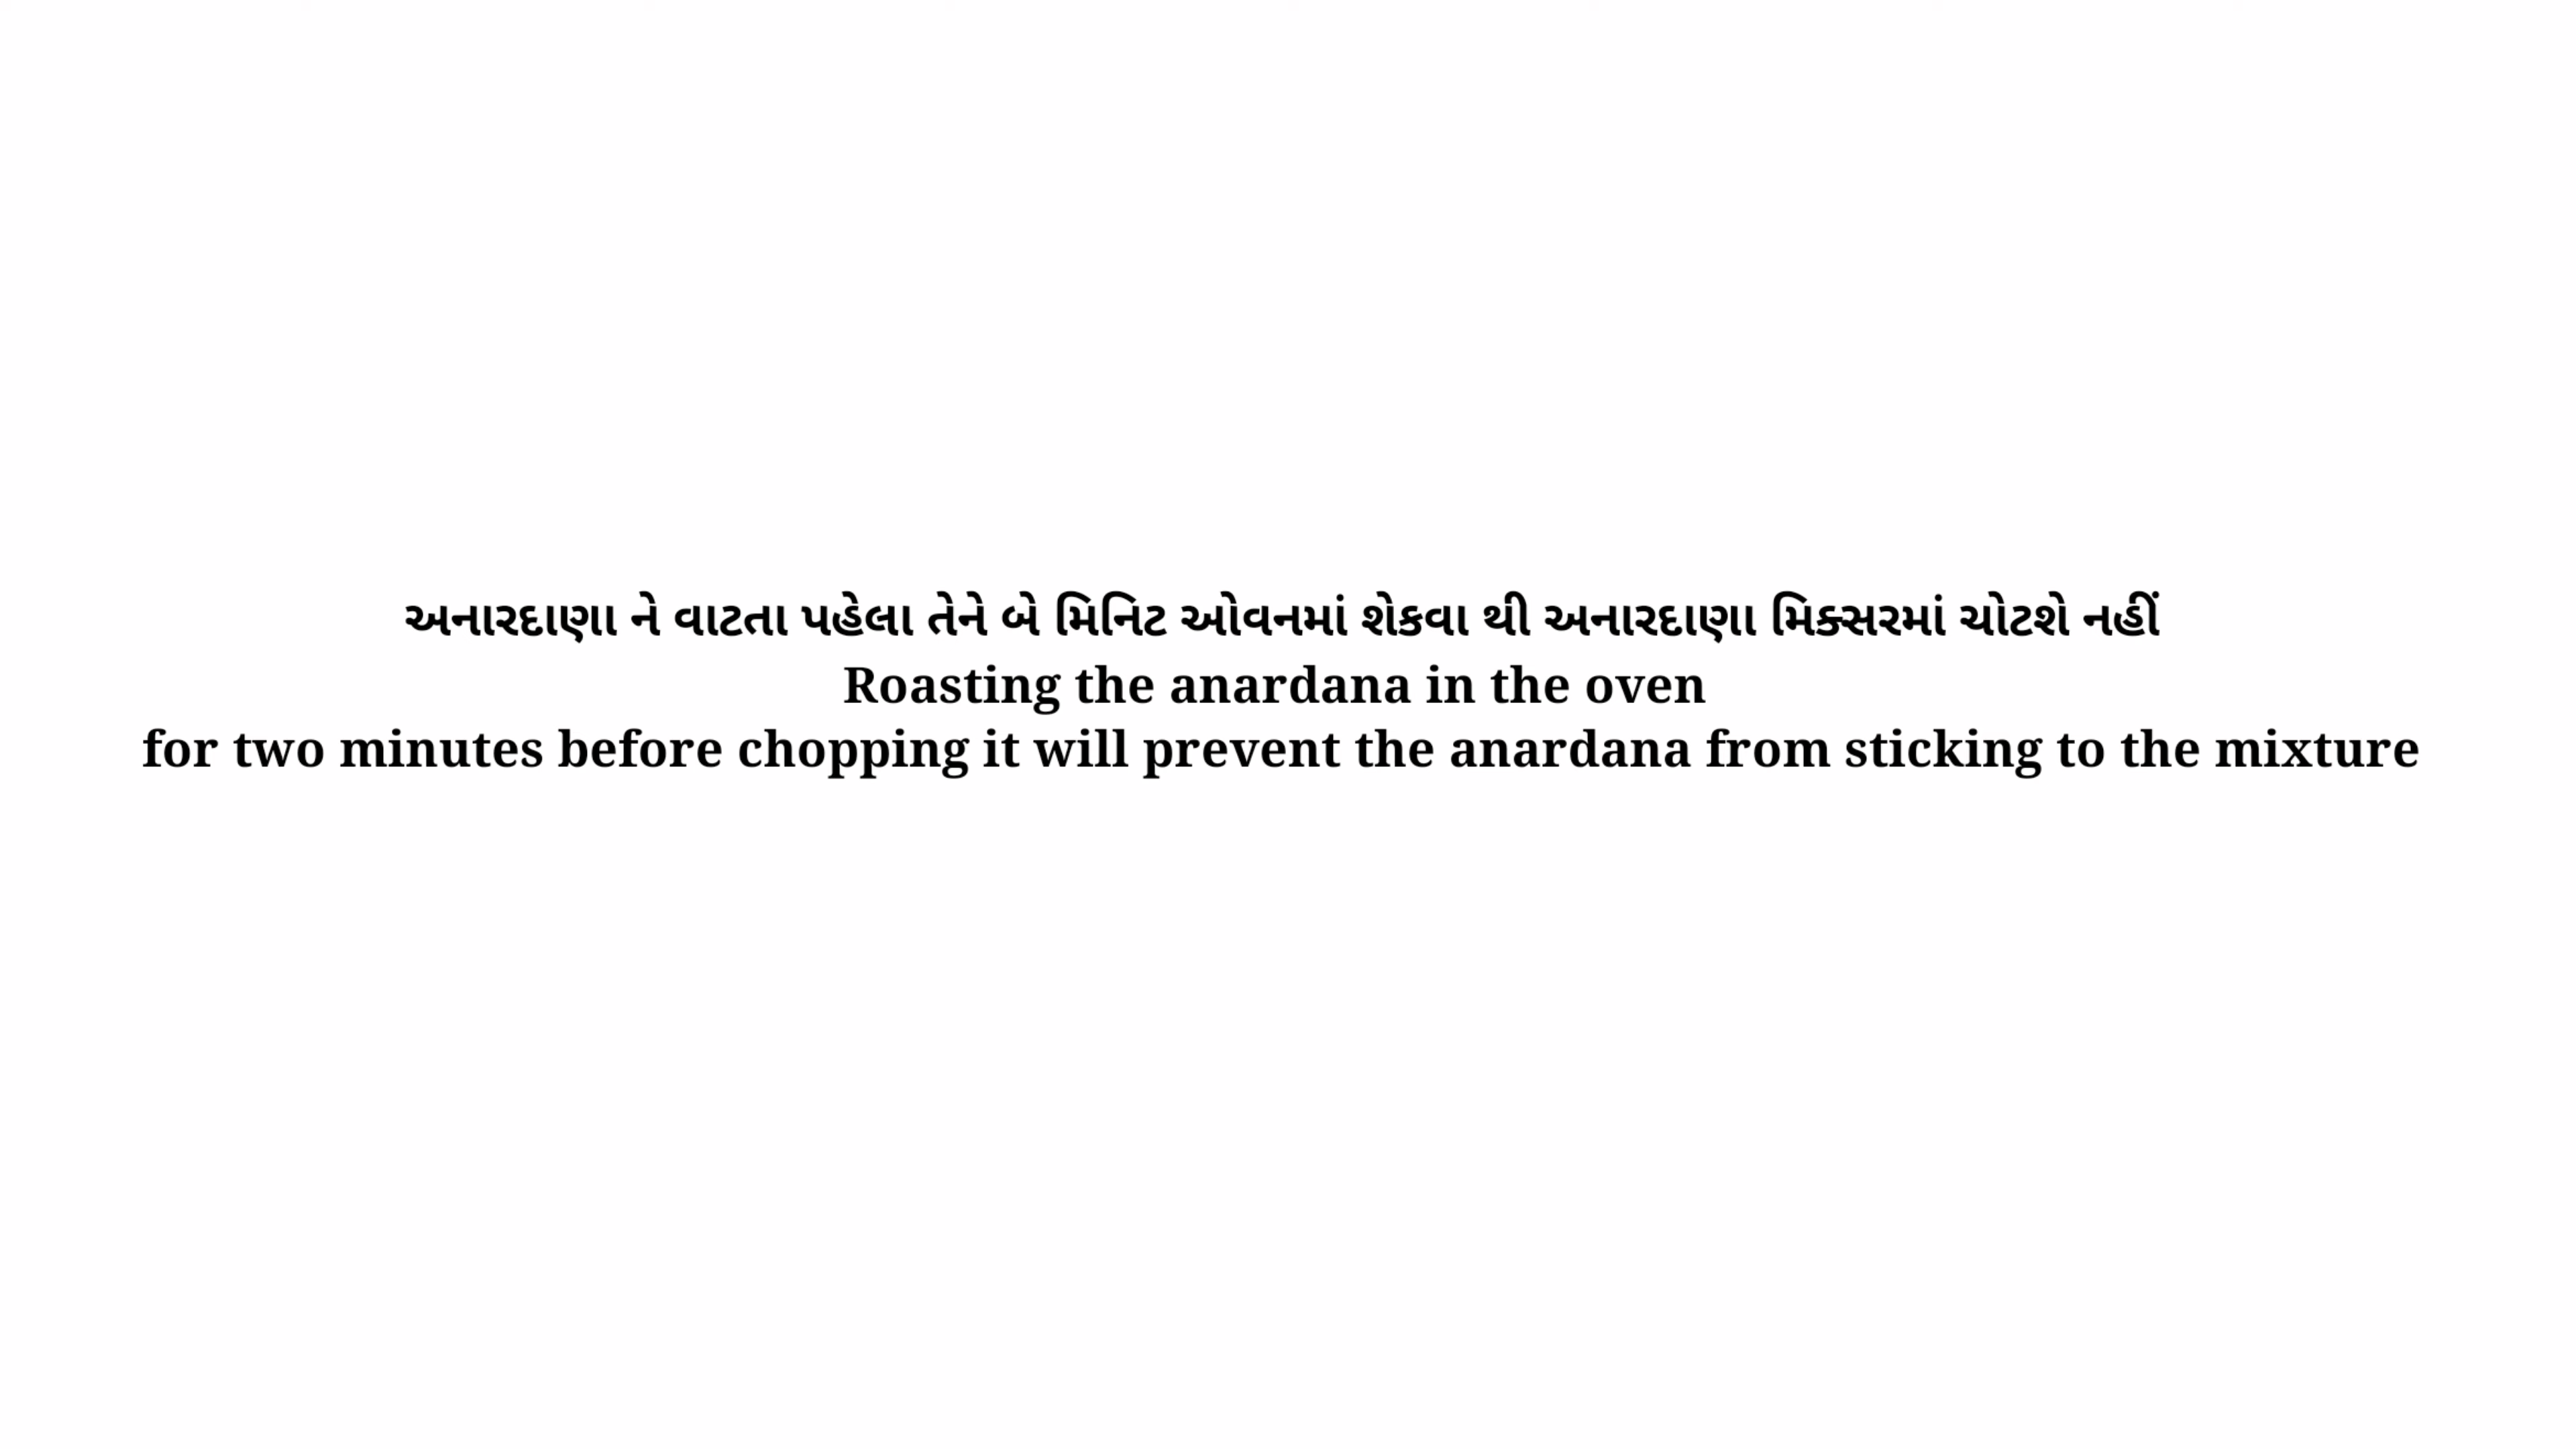 અનારદાણા ને વાટતા પહેલા તેને બે મિનિટ ઓવનમાં શેકવા થી અનારદાણા મિક્સરમાં ચોટશે નહીં
Roasting the anardana in the oven
for two minutes before chopping it will prevent the anardana from sticking to the mixture